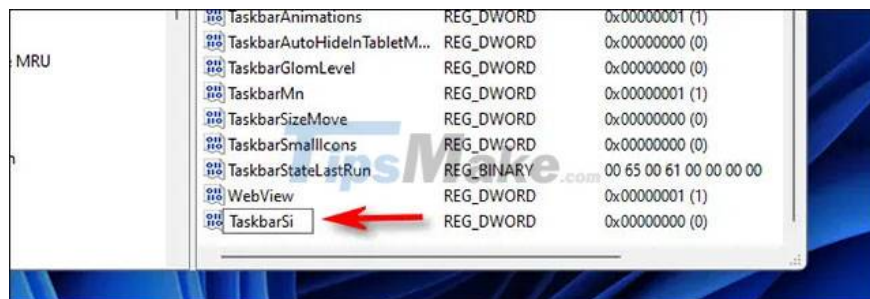 TaskbarAnimations REG_DWORD 0x00000001 (1)
TaskbarAutoHideInTabletM... REG_DWORD 0x00000000 (0)
MRU
TaskbarGlomLevel REG_DWORD 0x00000000 (0)
TaskbarMn REG_DWORD 0x00000001 (1)
TaskbarSizeMove REG_DWORD 0x00000000 (0)
TaskbarSmallIcons REG_DWORD 0x00000000 (0)
TaskbarStateLastRun REG_BINARY 00 65 00 61 00 00 00 00
TipsMake.com
WebView REG_DWORD 0x00000001 (1)
TaskbarSi REG_DWORD 0x00000000 (0)